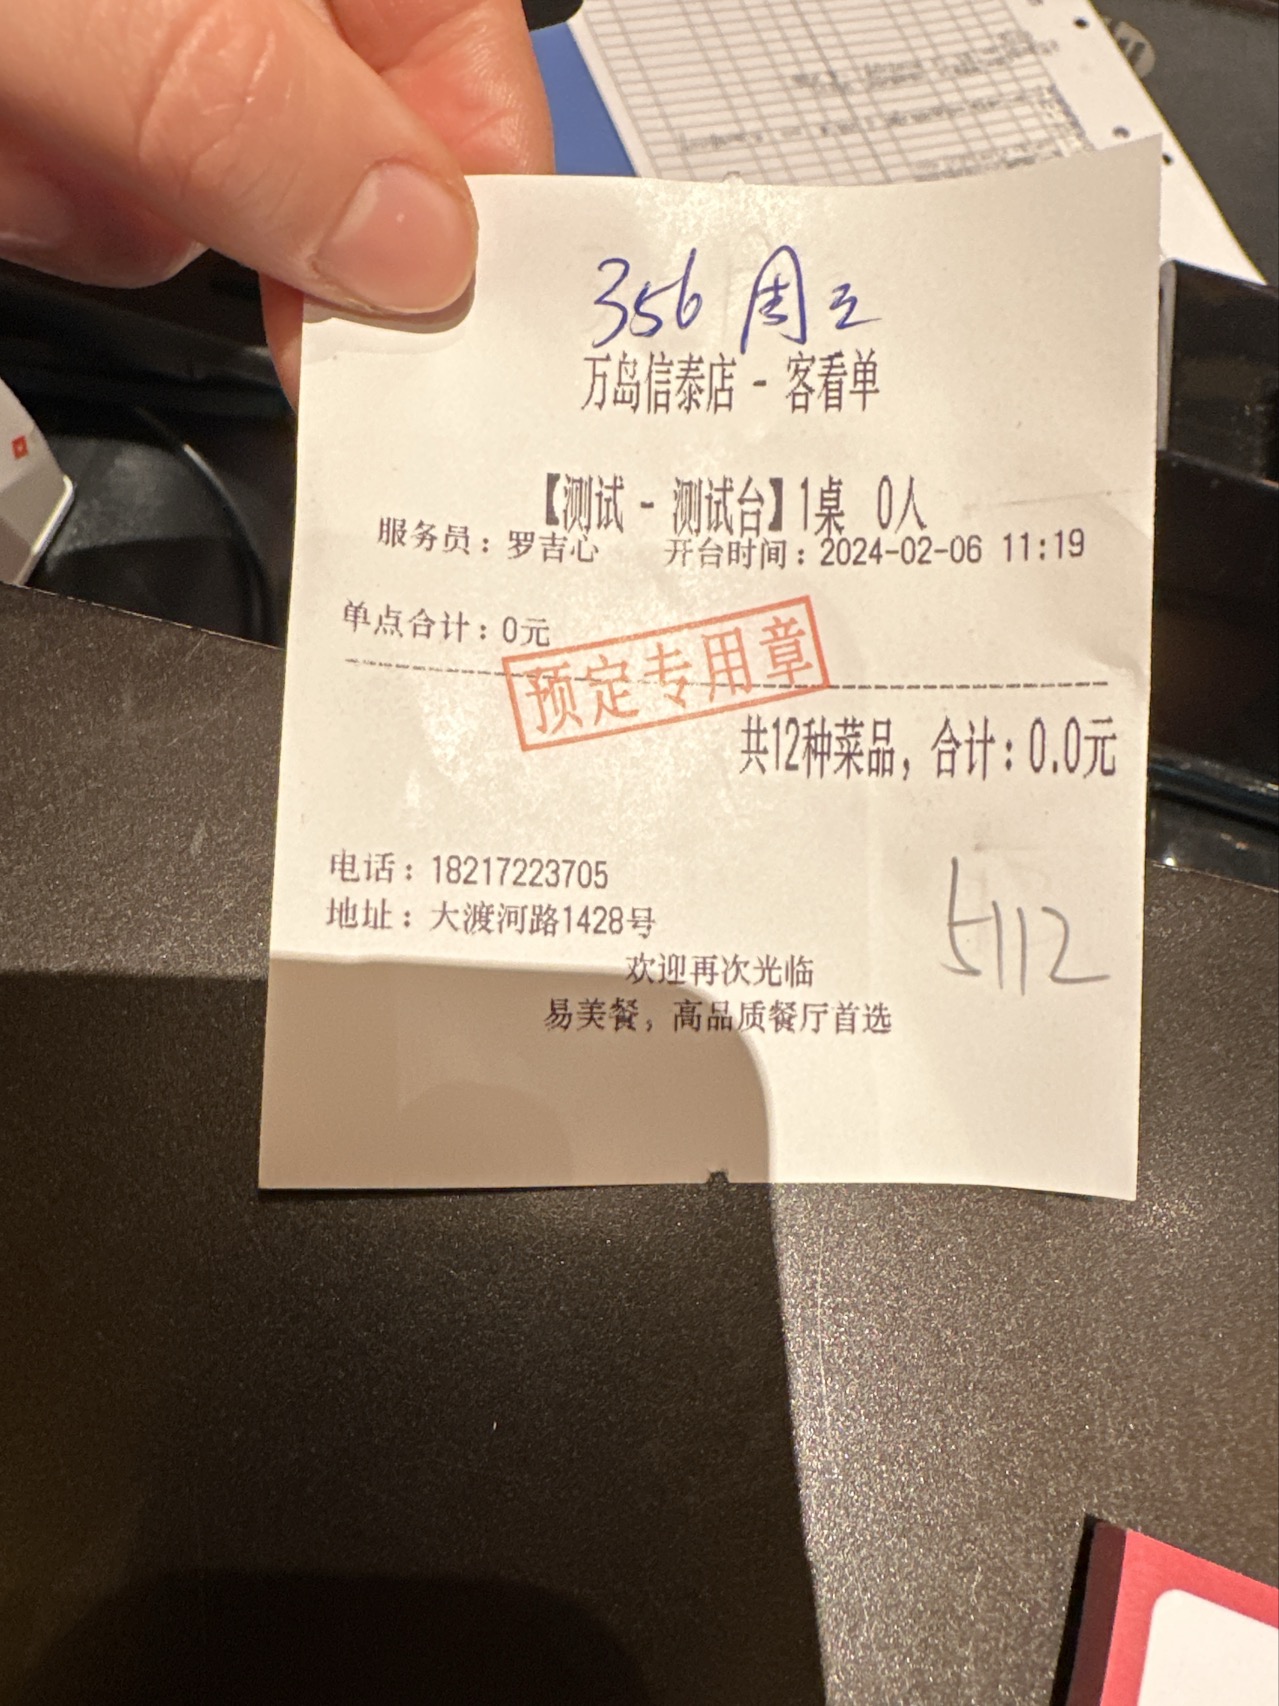 356 周二
万岛信泰店 - 客看单
【测试 - 测试台】1桌 0人
服务员：罗吉心 开台时间：2024-02-06 11:19
单点合计：0元
预定专用章
共12种菜品，合计：0.0元
电话：18217223705
地址：大渡河路1428号
5112
欢迎再次光临
易美餐，高品质餐厅首选